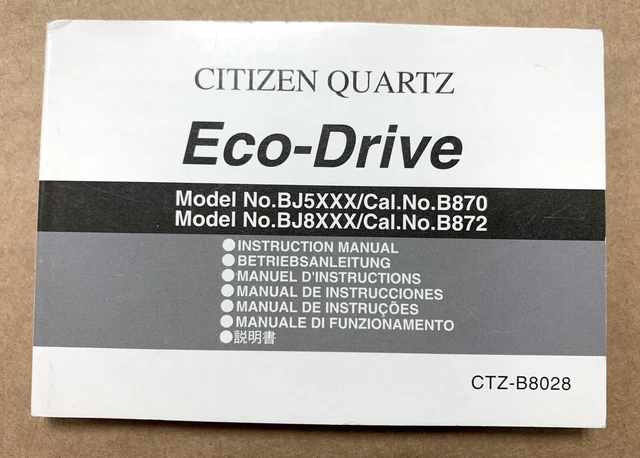 CITIZEN QUARTZ
Eco-Drive
Model No.BJ5XXX/Cal.No.B870
Model No.BJ8XXX/Cal.No.B872
●INSTRUCTION MANUAL
●BETRIEBSANLEITUNG
●MANUEL D'INSTRUCTIONS
●MANUAL DE INSTRUCCIONES
●MANUAL DE INSTRUÇÕES
●MANUALE DI FUNZIONAMENTO
●説明書
CTZ-B8028